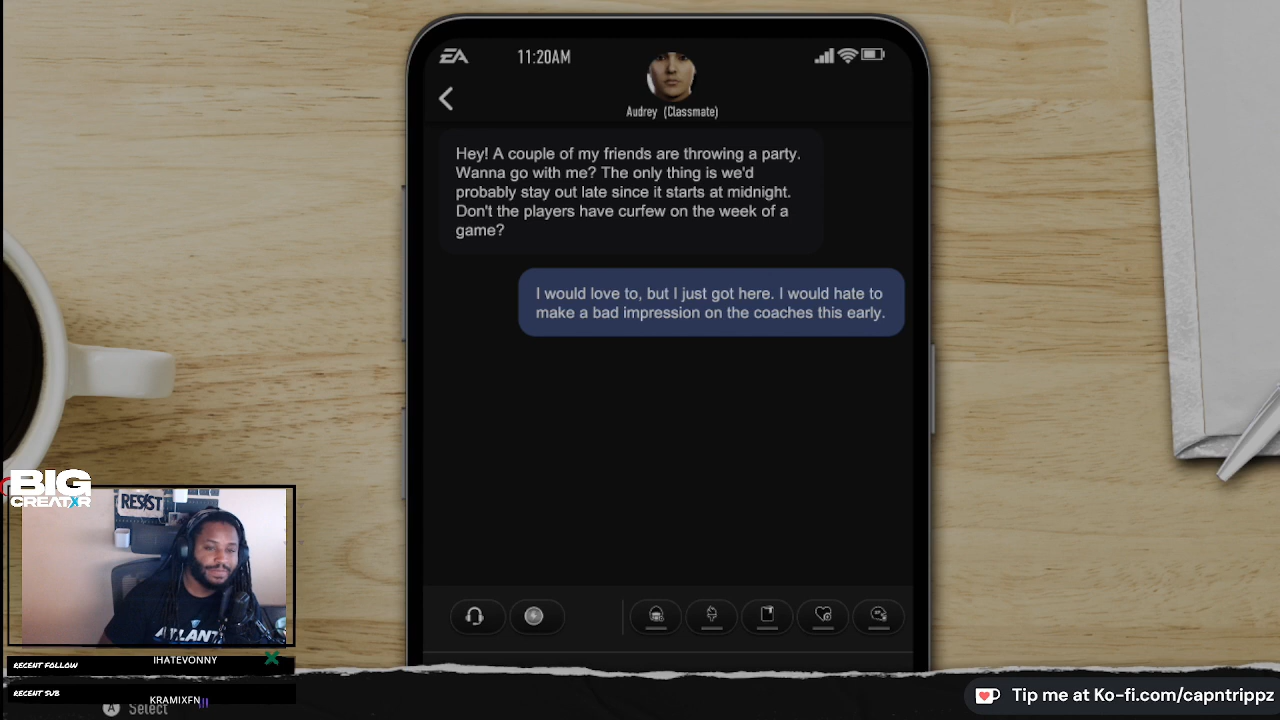 EA
11:20AM
Audrey (Classmate)
Hey! A couple of my friends are throwing a party.
Wanna go with me? The only thing is we'd
probably stay out late since it starts at midnight.
Don't the players have curfew on the week of a
game?
I would love to, but I just got here. I would hate to
make a bad impression on the coaches this early.
BIG
CREATXR
RESIST
ATLANT
RECENT FOLLOW
IHATEVONNY
RECENT SUB
KRAMIXFN
A Select
Tip me at Ko-fi.com/capntrippz